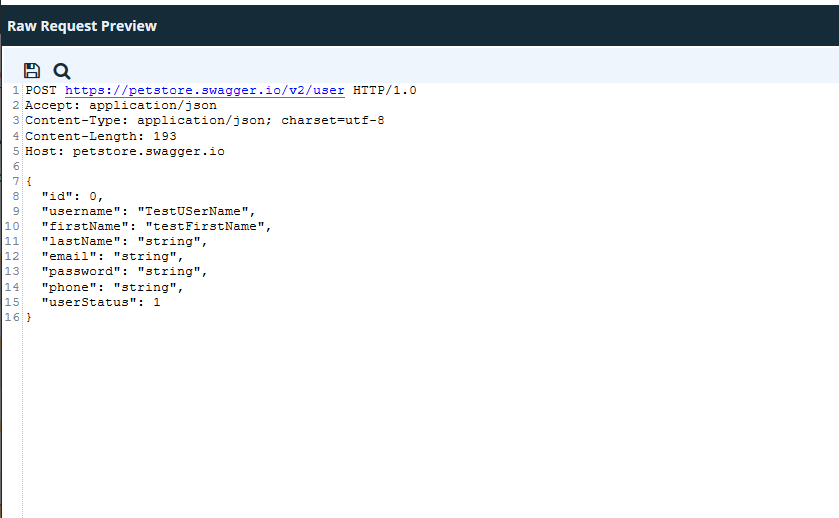 Raw Request Preview
1 POST https://petstore.swagger.io/v2/user HTTP/1.0
2 Accept: application/json
3 Content-Type: application/json; charset=utf-8
4 Content-Length: 193
5 Host: petstore.swagger.io
6
7 {
8   "id": 0,
9   "username": "TestUSerName",
10   "firstName": "testFirstName",
11   "lastName": "string",
12   "email": "string",
13   "password": "string",
14   "phone": "string",
15   "userStatus": 1
16 }